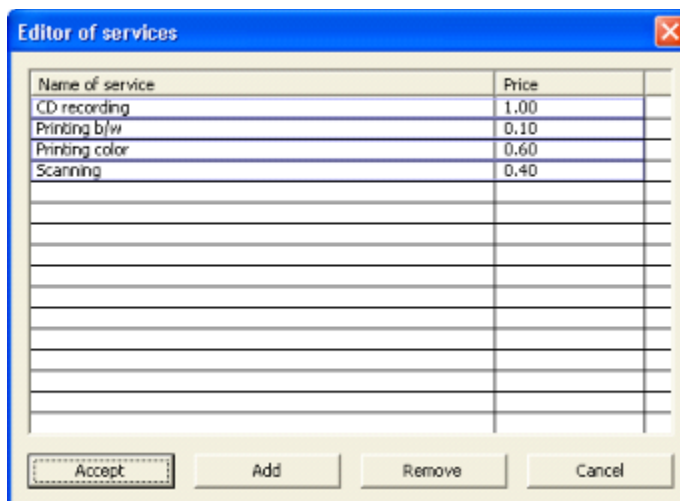 Editor of services
Name of service Price
CD recording 1.00
Printing b/w 0.10
Printing color 0.60
Scanning 0.40
Accept Add Remove Cancel